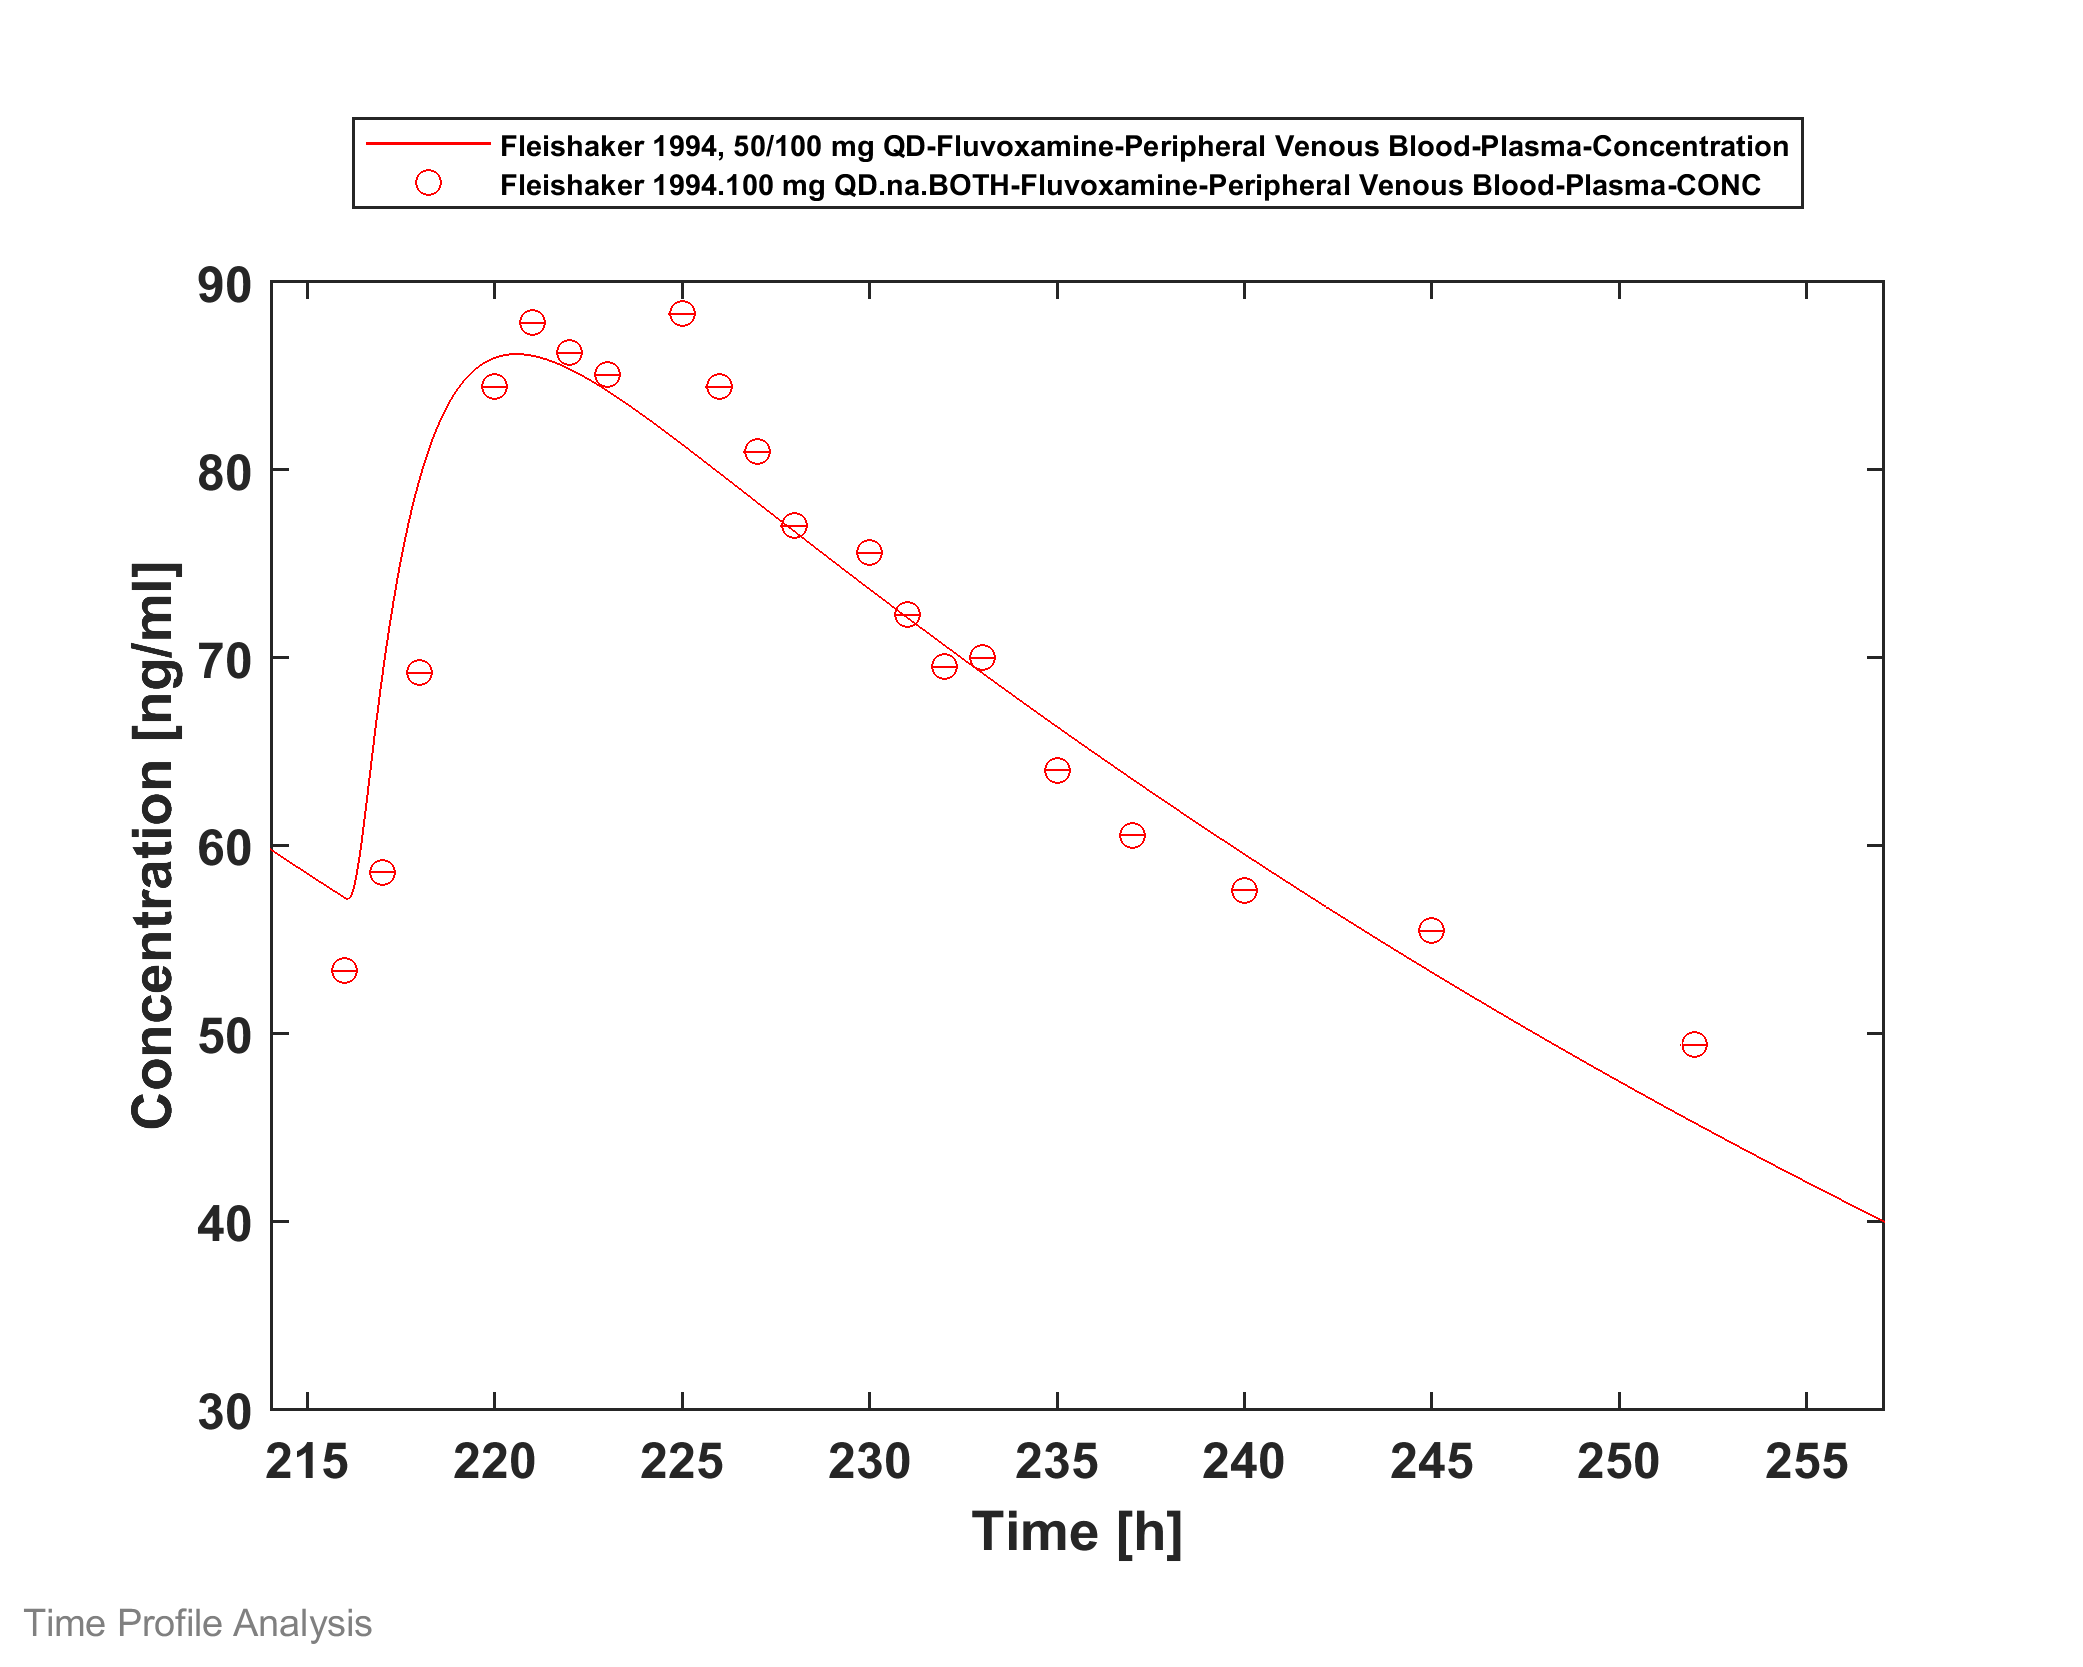 Fleishaker 1994, 50/100 mg QD-Fluvoxamine-Peripheral Venous Blood-Plasma-Concentration
Fleishaker 1994.100 mg QD.na.BOTH-Fluvoxamine-Peripheral Venous Blood-Plasma-CONC
90
80
70
60
50
40
30
Concentration [ng/ml]
215 220 225 230 235 240 245 250 255
Time [h]
Time Profile Analysis